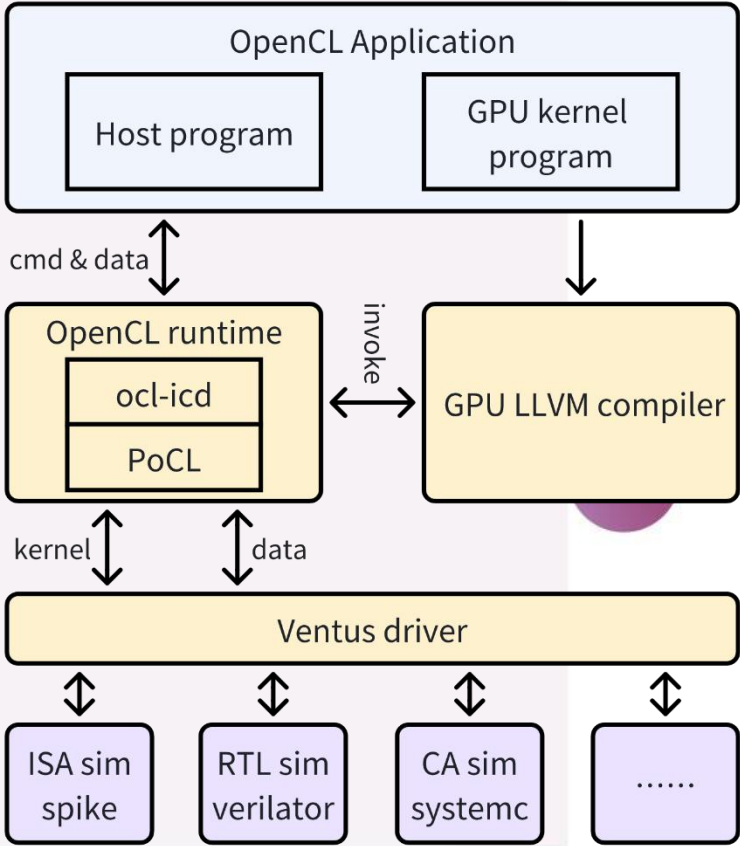 OpenCL Application
Host program
GPU kernel
program
cmd & data
OpenCL runtime
ocl-icd
PoCL
invoke
GPU LLVM compiler
kernel
data
Ventus driver
ISA sim
spike
RTL sim
verilator
CA sim
systemc
……